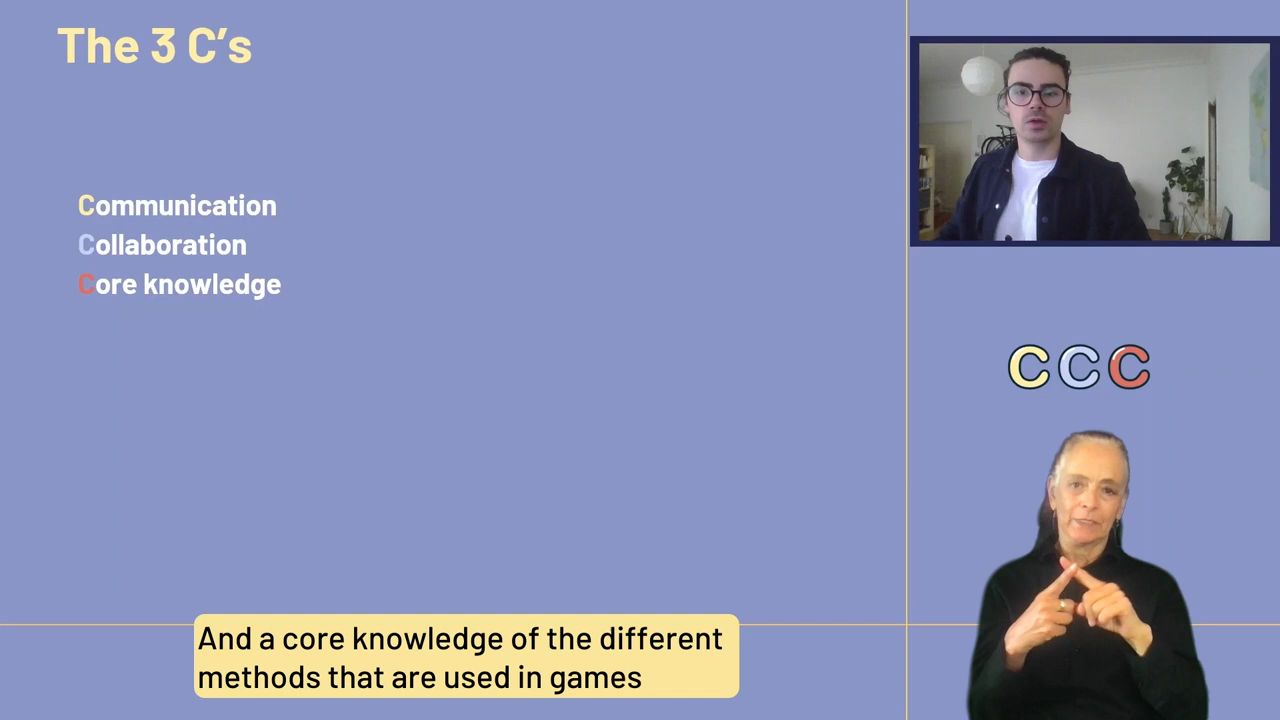 The 3 C’s
Communication
Collaboration
Core knowledge
CCC
And a core knowledge of the different
methods that are used in games